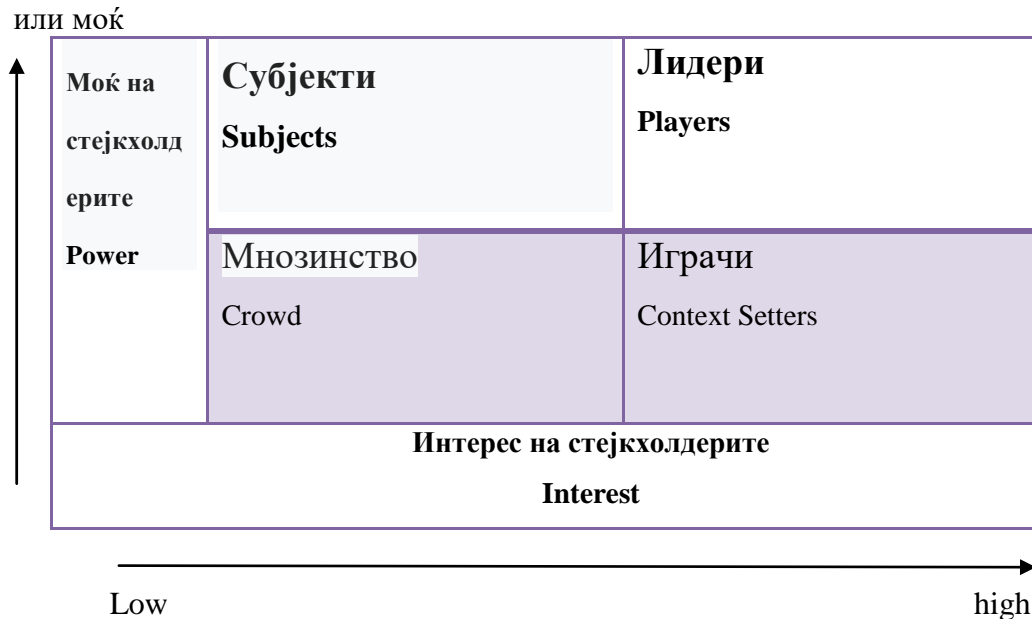 или моќ
Моќ на
стејкхолд
ерите
Power
Субјекти
Subjects
Лидери
Players
Мнозинство
Crowd
Играчи
Context Setters
Интерес на стејкхолдерите
Interest
Low
high